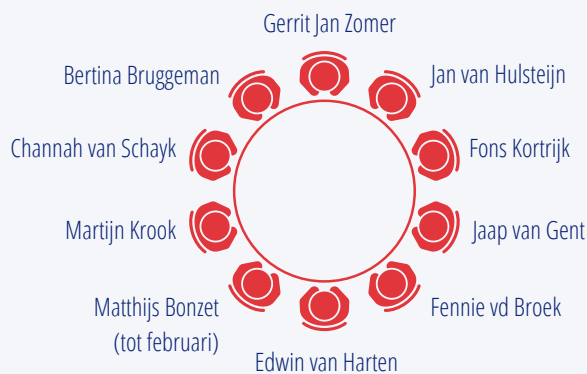 Gerrit Jan Zomer
Bertina Bruggeman
Jan van Hulsteijn
Channah van Schayk
Fons Kortrijk
Martijn Krook
Jaap van Gent
Matthijs Bonzet
(tot februari)
Fennie vd Broek
Edwin van Harten